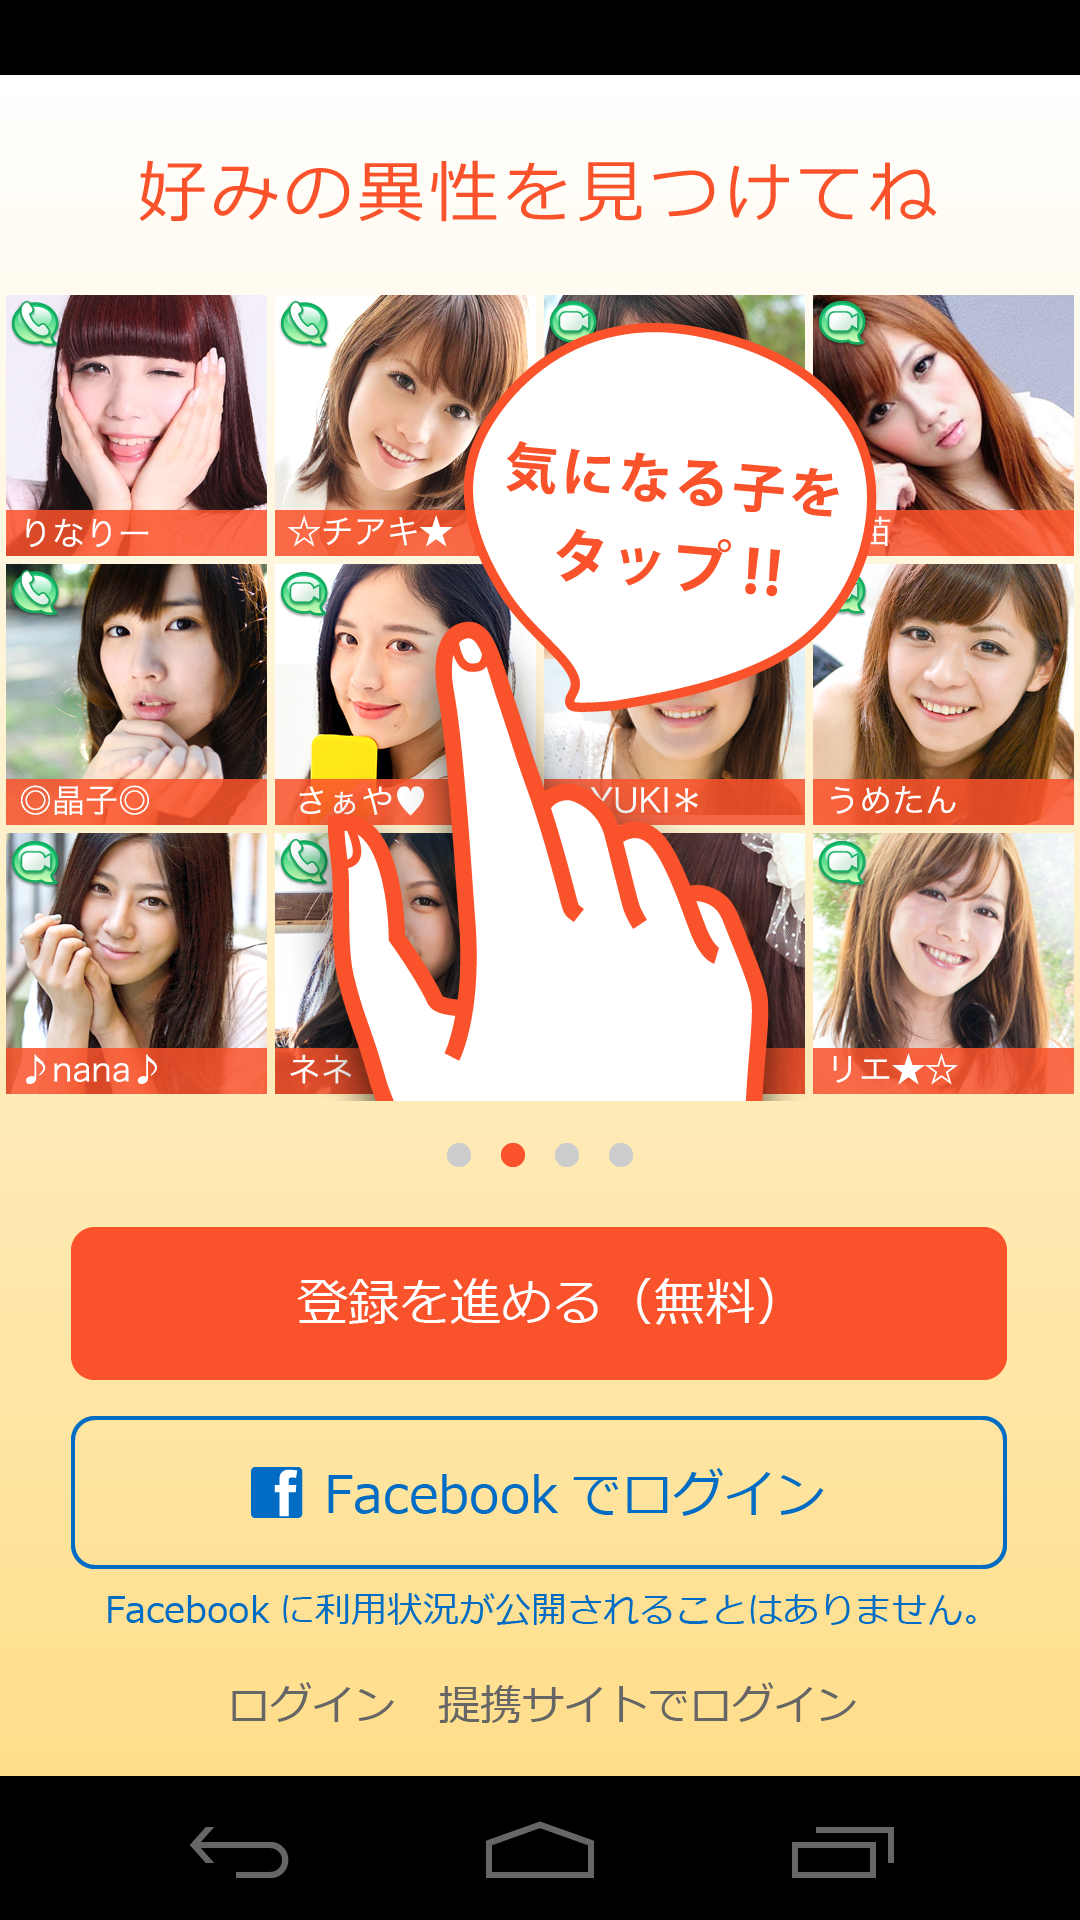 好みの異性を見つけてね
気になる子を
タップ!!
りなりー
☆チアキ★
苗
◎晶子◎
さぁや♥
YUKI＊
うめたん
♪nana♪
ネネ
リエ★☆
登録を進める（無料）
f Facebook でログイン
Facebook に利用状況が公開されることはありません。
ログイン　提携サイトでログイン